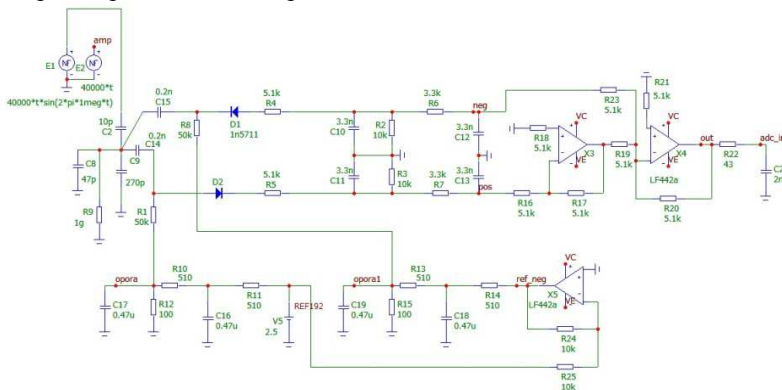 amp
E1
E2
40000*t
40000*t*sin(2*pi*1meg*t)
10p
C2
0.2n
C15
0.2n
C14
C9
270p
C8
47p
R9
1g
R8
50k
R1
50k
D1
1n5711
D2
5.1k
R4
5.1k
R5
3.3n
C10
3.3n
C11
R2
10k
R3
10k
3.3k
R6
3.3k
R7
neg
pos
3.3n
C12
3.3n
C13
R18
5.1k
R16
5.1k
R17
5.1k
VC
VE
X3
R23
5.1k
R19
5.1k
R21
5.1k
VC
VE
X4
LF442a
R20
5.1k
out
R22
43
adc_in
opora
R10
510
R11
510
C17
0.47u
R12
100
C16
0.47u
V5
2.5
REF192
opora1
R13
510
R14
510
C19
0.47u
R15
100
C18
0.47u
ref_neg
VC
VE
X5
LF442a
R24
10k
R25
10k